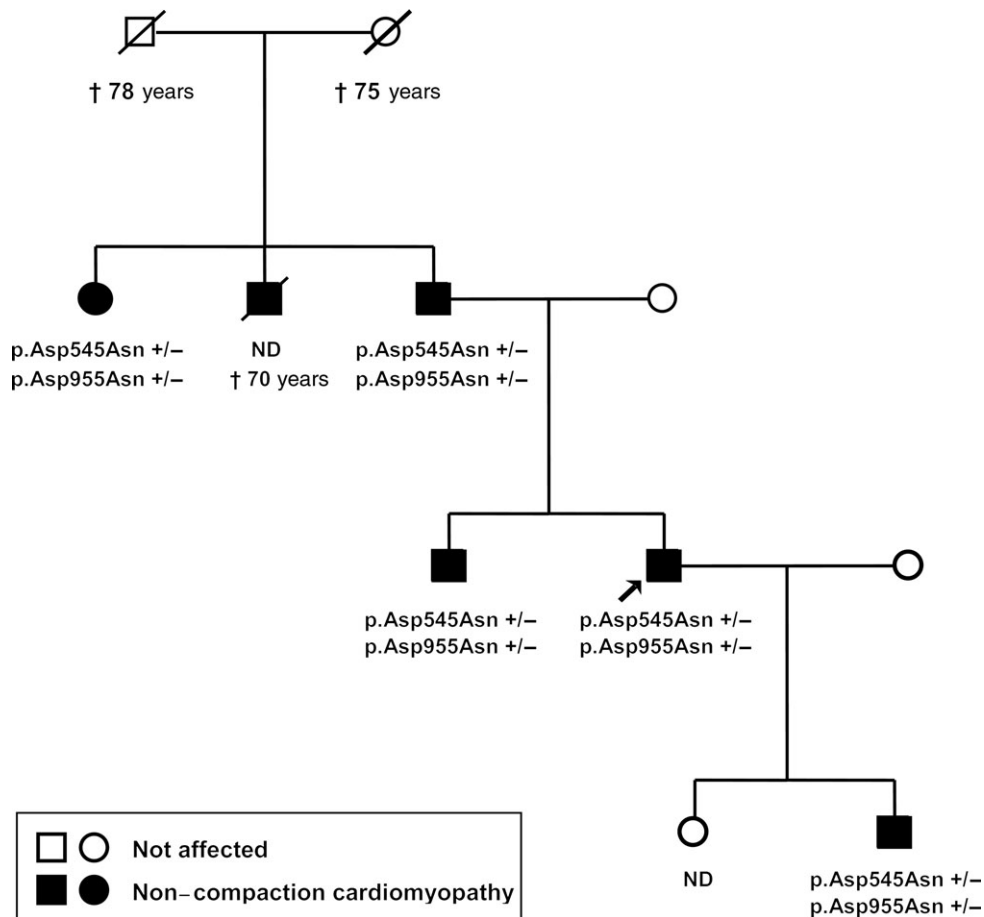 † 78 years
† 75 years
p.Asp545Asn +/–
p.Asp955Asn +/–
ND
† 70 years
p.Asp545Asn +/–
p.Asp955Asn +/–
p.Asp545Asn +/–
p.Asp955Asn +/–
p.Asp545Asn +/–
p.Asp955Asn +/–
ND
p.Asp545Asn +/–
p.Asp955Asn +/–
Not affected
Non–compaction cardiomyopathy